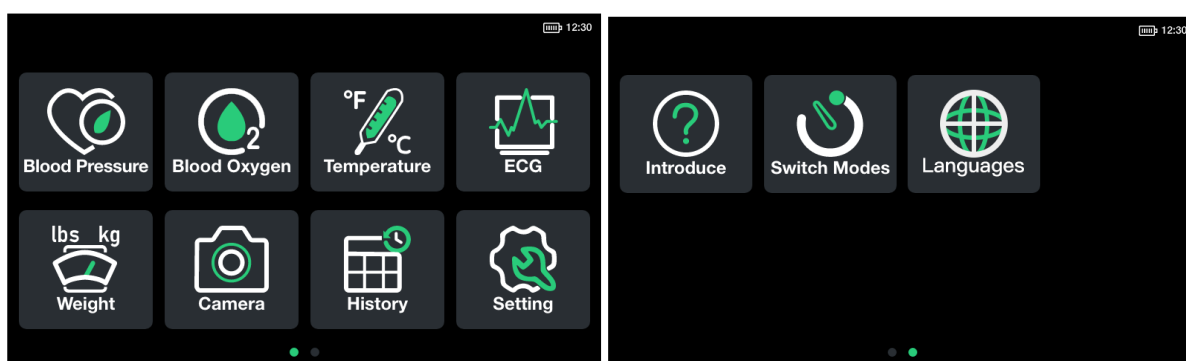 12:30
°F
°C
2
Blood Pressure
Blood Oxygen
Temperature
ECG
lbs kg
Weight
Camera
History
Setting
12:30
?
Introduce
Switch Modes
Languages